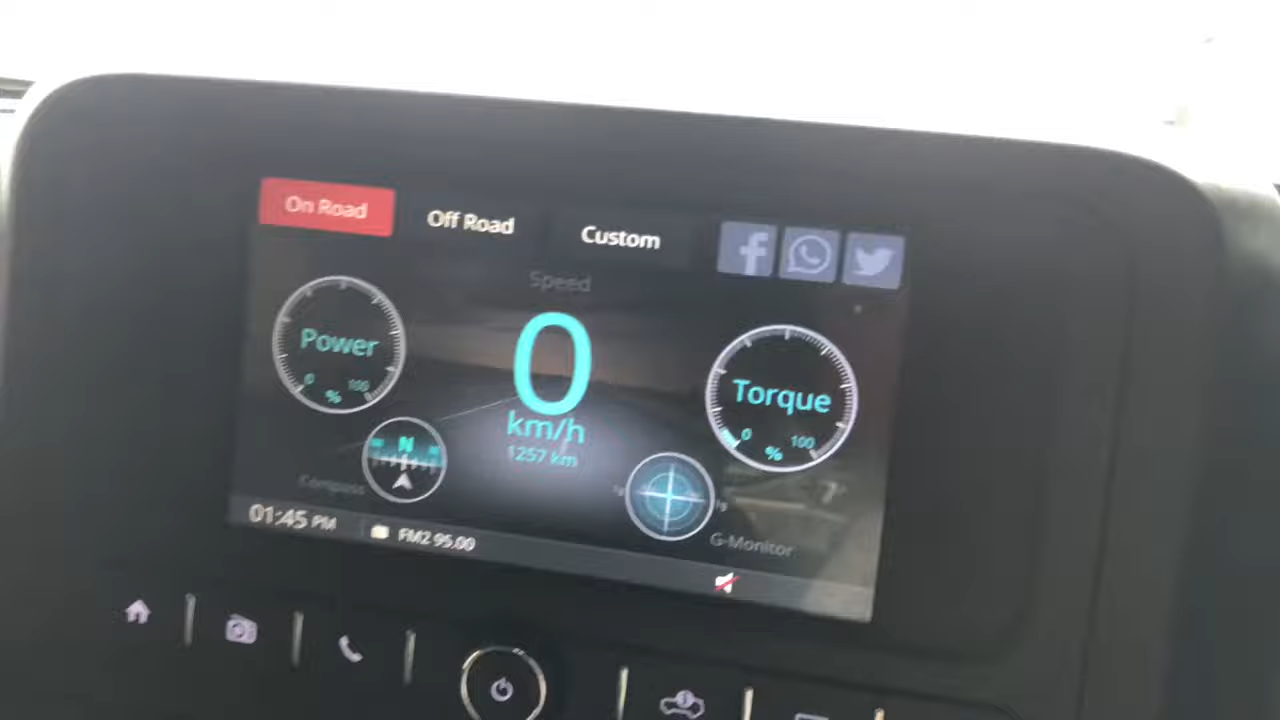 On Road
Off Road
Custom
Speed
Power
0 100
%
0
km/h
1257 km
Torque
0 100
%
N
Compass
G-Monitor
01:45 PM
FM2 95.00